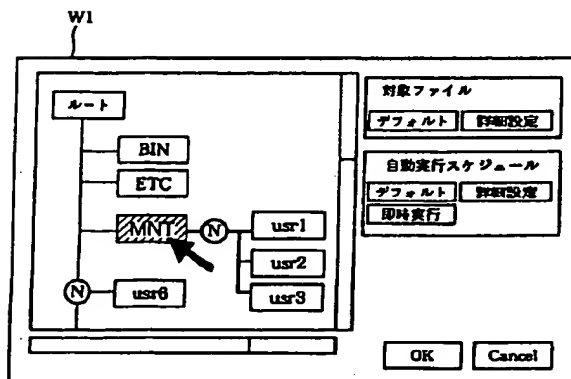 W1
ルート
BIN
ETC
MNT
N
usr1
usr2
usr3
N
usr6
対象ファイル
デフォルト 詳細設定
自動実行スケジュール
デフォルト 詳細設定
即時実行
OK Cancel